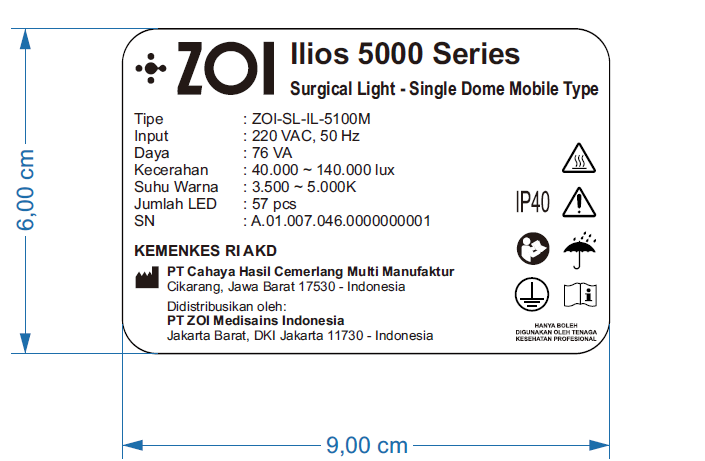 ZOI
Ilios 5000 Series
Surgical Light - Single Dome Mobile Type
Tipe : ZOI-SL-IL-5100M
Input : 220 VAC, 50 Hz
Daya : 76 VA
Kecerahan : 40.000 ~ 140.000 lux
Suhu Warna : 3.500 ~ 5.000K
Jumlah LED : 57 pcs
SN : A.01.007.046.0000000001
IP40
KEMENKES RI AKD
PT Cahaya Hasil Cemerlang Multi Manufaktur
Cikarang, Jawa Barat 17530 - Indonesia
Didistribusikan oleh:
PT ZOI Medisains Indonesia
Jakarta Barat, DKI Jakarta 11730 - Indonesia
HANYA BOLEH
DIGUNAKAN OLEH TENAGA
KESEHATAN PROFESIONAL
6,00 cm
9,00 cm